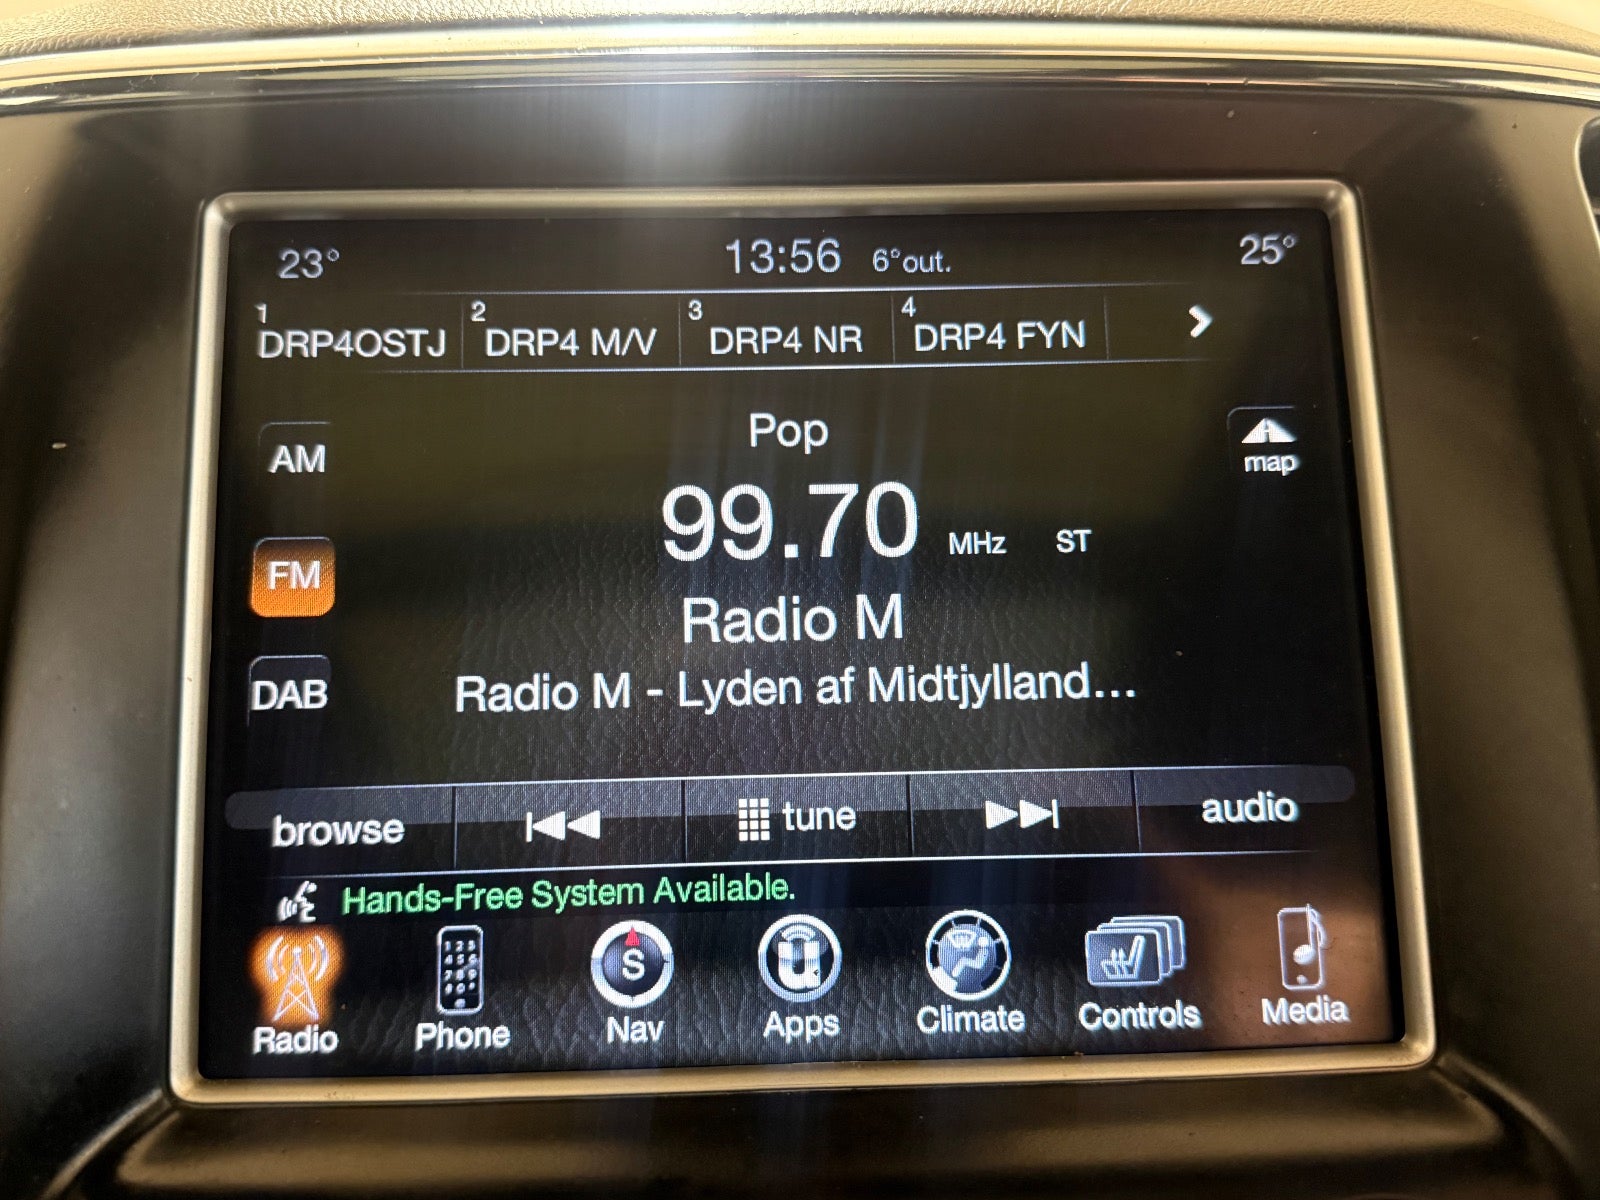 23° 13:56 6°out. 25°
1 DRP4OSTJ 2 DRP4 M/V 3 DRP4 NR 4 DRP4 FYN
Pop
AM map
99.70 MHz ST
FM
Radio M
DAB Radio M - Lyden af Midtjylland...
browse tune audio
Hands-Free System Available.
S
Radio Phone Nav Apps Climate Controls Media